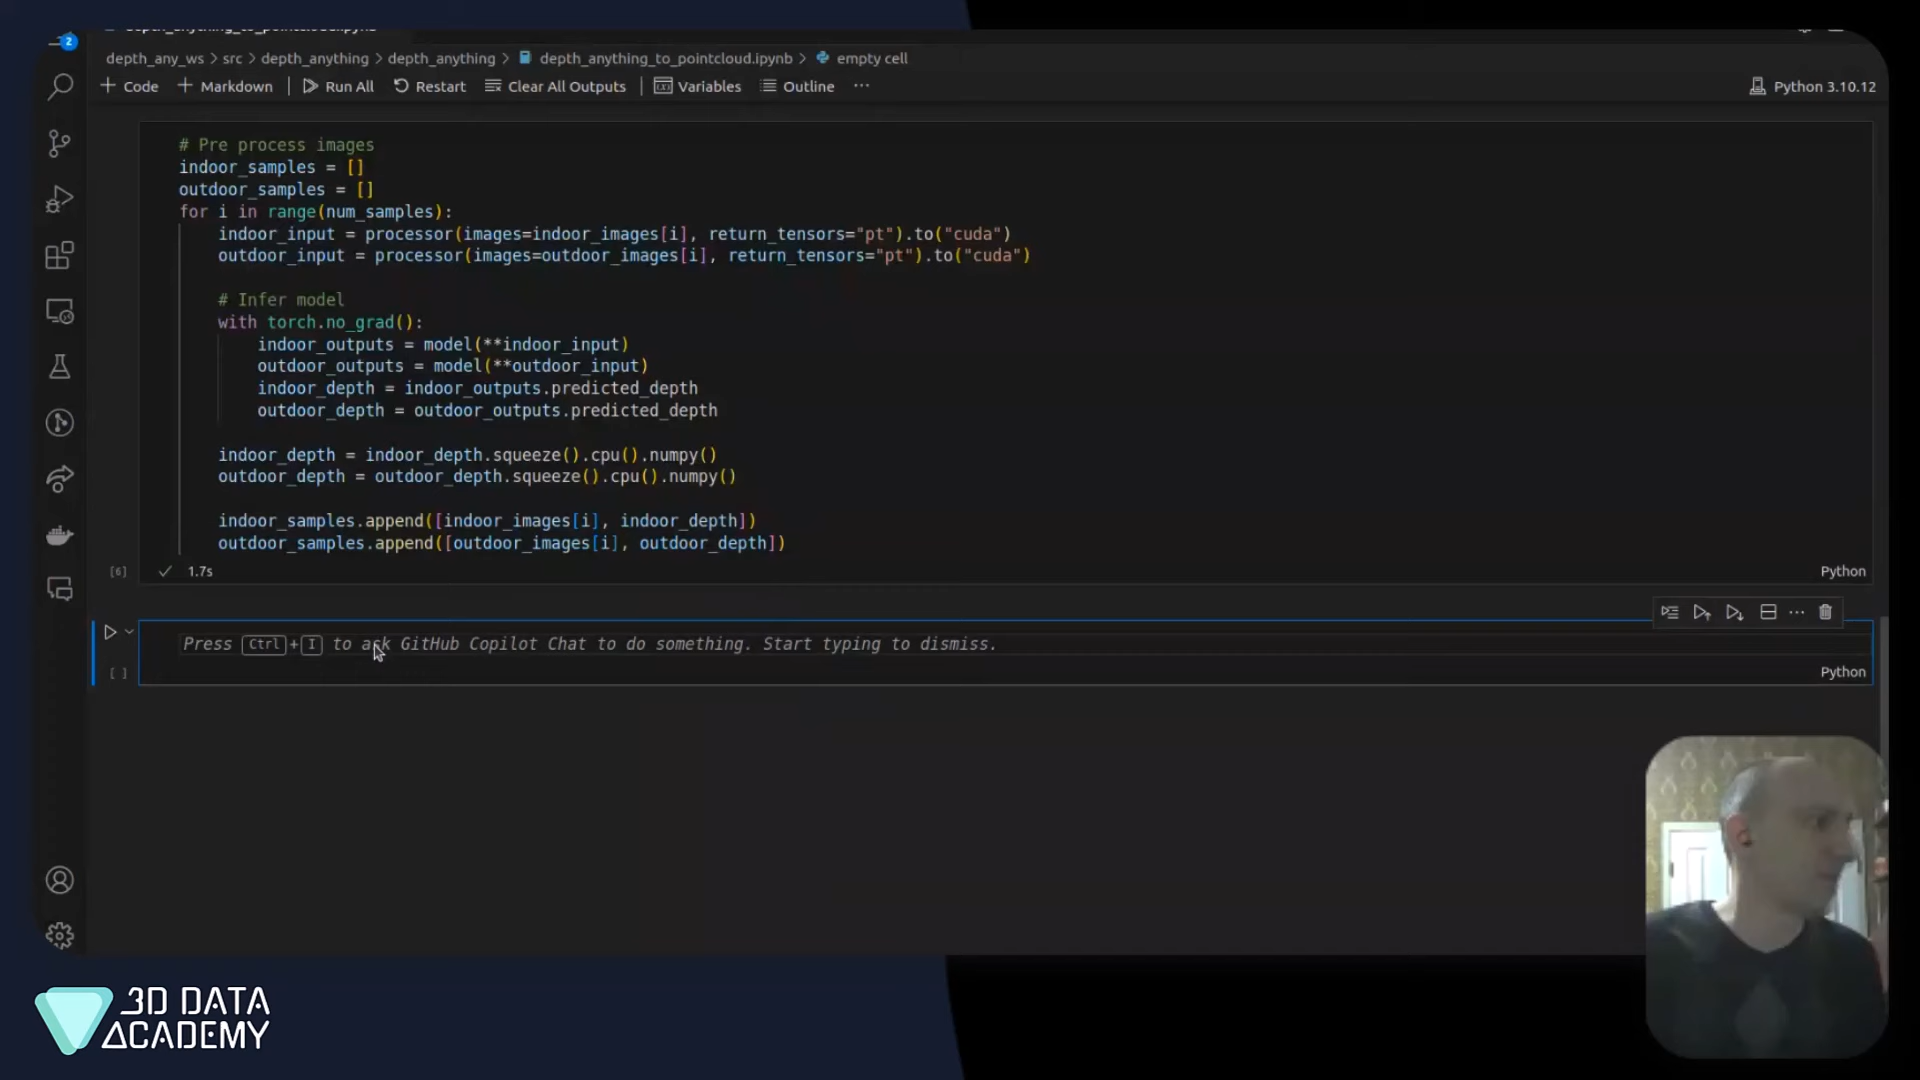 depth_anything_to_pointcloud.ipynb
2
depth_any_ws > src > depth_anything > depth_anything > depth_anything_to_pointcloud.ipynb > empty cell
+ Code + Markdown Run All Restart Clear All Outputs Variables Outline ...
Python 3.10.12
# Pre process images
indoor_samples = []
outdoor_samples = []
for i in range(num_samples):
    indoor_input = processor(images=indoor_images[i], return_tensors="pt").to("cuda")
    outdoor_input = processor(images=outdoor_images[i], return_tensors="pt").to("cuda")
    # Infer model
    with torch.no_grad():
        indoor_outputs = model(**indoor_input)
        outdoor_outputs = model(**outdoor_input)
        indoor_depth = indoor_outputs.predicted_depth
        outdoor_depth = outdoor_outputs.predicted_depth
    indoor_depth = indoor_depth.squeeze().cpu().numpy()
    outdoor_depth = outdoor_depth.squeeze().cpu().numpy()
    indoor_samples.append([indoor_images[i], indoor_depth])
    outdoor_samples.append([outdoor_images[i], outdoor_depth])
[6] ✓ 1.7s Python
Press Ctrl+I to ask GitHub Copilot Chat to do something. Start typing to dismiss.
[ ] Python
3D DATA
ACADEMY